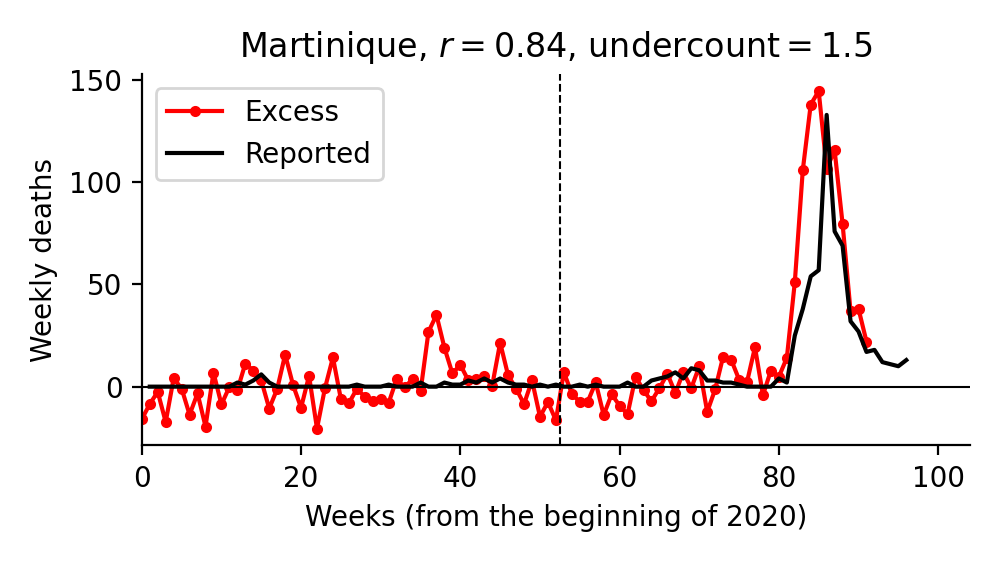 Martinique, r = 0.84, undercount = 1.5
Excess
Reported
Weekly deaths
150
100
50
0
0 20 40 60 80 100
Weeks (from the beginning of 2020)